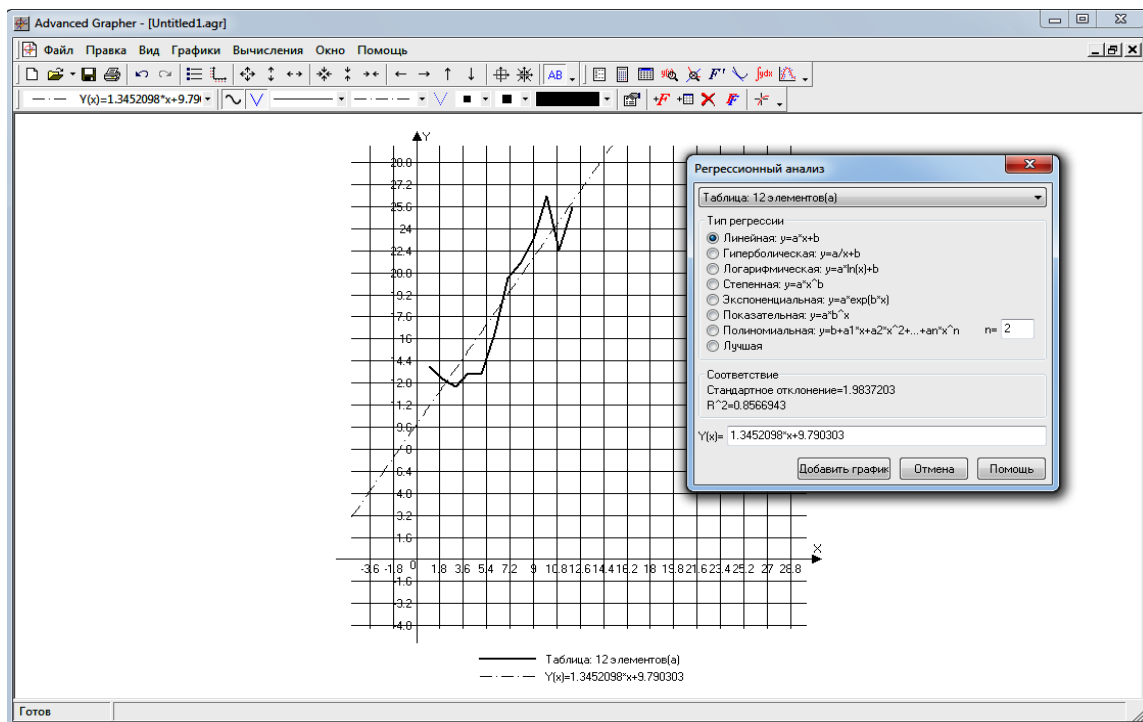 Advanced Grapher - [Untitled1.agr]
Файл Правка Вид Графики Вычисления Окно Помощь
AB
y(x) F' ∫ydx
Y(x)=1.3452098*x+9.79
+F F
Y
28.8
27.2
25.6
24
22.4
20.8
19.2
17.6
16
14.4
12.8
11.2
9.6
8
6.4
4.8
3.2
1.6
X
-3.6 -1.8 0 1.8 3.6 5.4 7.2 9 10.8 12.6 14.4 16.2 18 19.8 21.6 23.4 25.2 27 28.8
-1.6
-3.2
-4.8
Таблица: 12 элементов(а)
Y(x)=1.3452098*x+9.790303
Регрессионный анализ
Таблица: 12 элементов(а)
Тип регрессии
Линейная: y=a*x+b
Гиперболическая: y=a/x+b
Логарифмическая: y=a*ln(x)+b
Степенная: y=a*x^b
Экспоненциальная: y=a*exp(b*x)
Показательная: y=a*b^x
Полиномиальная: y=b+a1*x+a2*x^2+...+an*x^n n= 2
Лучшая
Соответствие
Стандартное отклонение=1.9837203
R^2=0.8566943
Y(x)= 1.3452098*x+9.790303
Добавить график Отмена Помощь
Готов